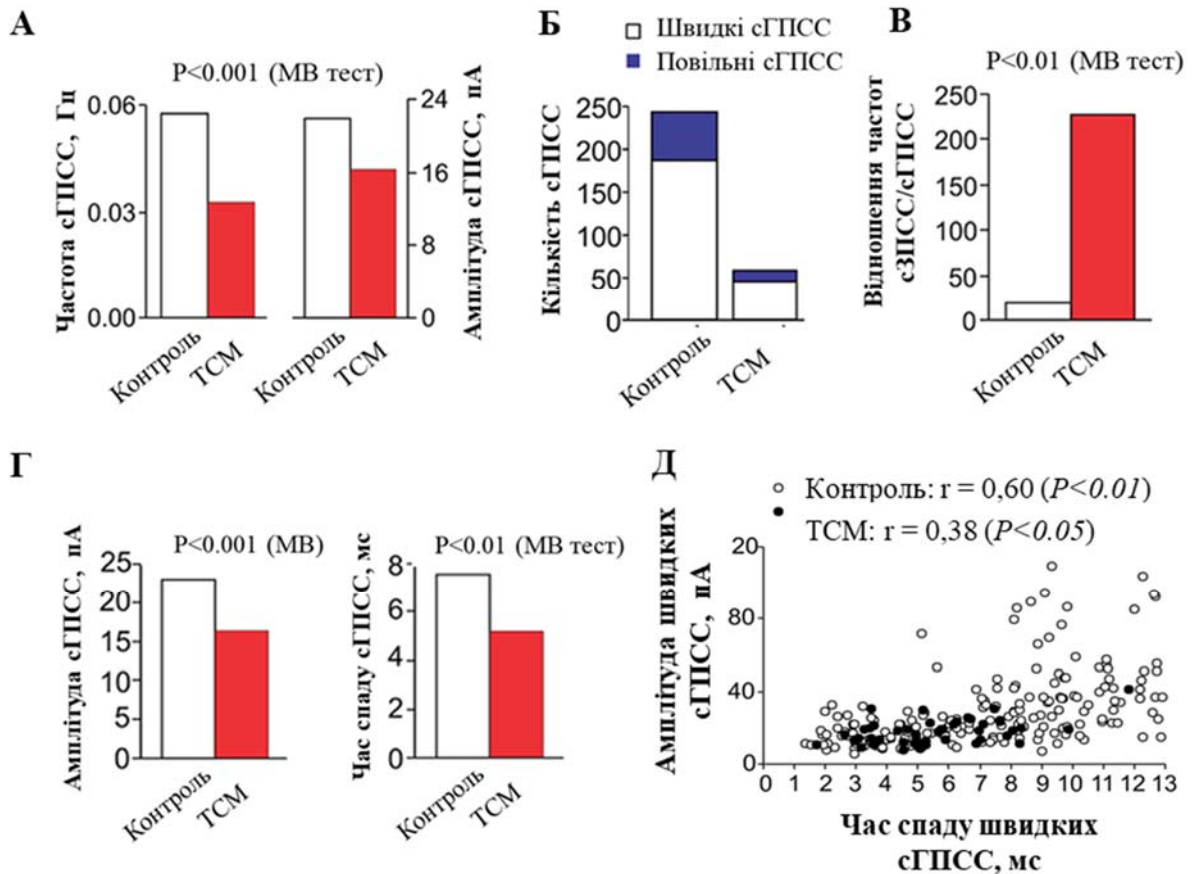 А
P<0.001 (МВ тест)
Частота сГПСС, Гц
0.06
0.03
0.00
Контроль
ТСМ
Контроль
ТСМ
24
16
8
0
Амплітуда сГПСС, пА
Б
Швидкі сГПСС
Повільні сГПСС
Кількість сГПСС
250
200
150
100
50
0
Контроль
ТСМ
В
P<0.01 (МВ тест)
Відношення частот
сЗПСС/сГПСС
250
200
150
100
50
0
Контроль
ТСМ
Г
P<0.001 (МВ)
Амплітуда сГПСС, пА
25
20
15
10
5
0
Контроль
ТСМ
P<0.01 (МВ тест)
Час спаду сГПСС, мс
8
6
4
2
0
Контроль
ТСМ
Д
Контроль: r = 0,60 (P<0.01)
ТСМ: r = 0,38 (P<0.05)
Амплітуда швидких
сГПСС, пА
20
80
40
0
0 1 2 3 4 5 6 7 8 9 10 11 12 13
Час спаду швидких
сГПСС, мс